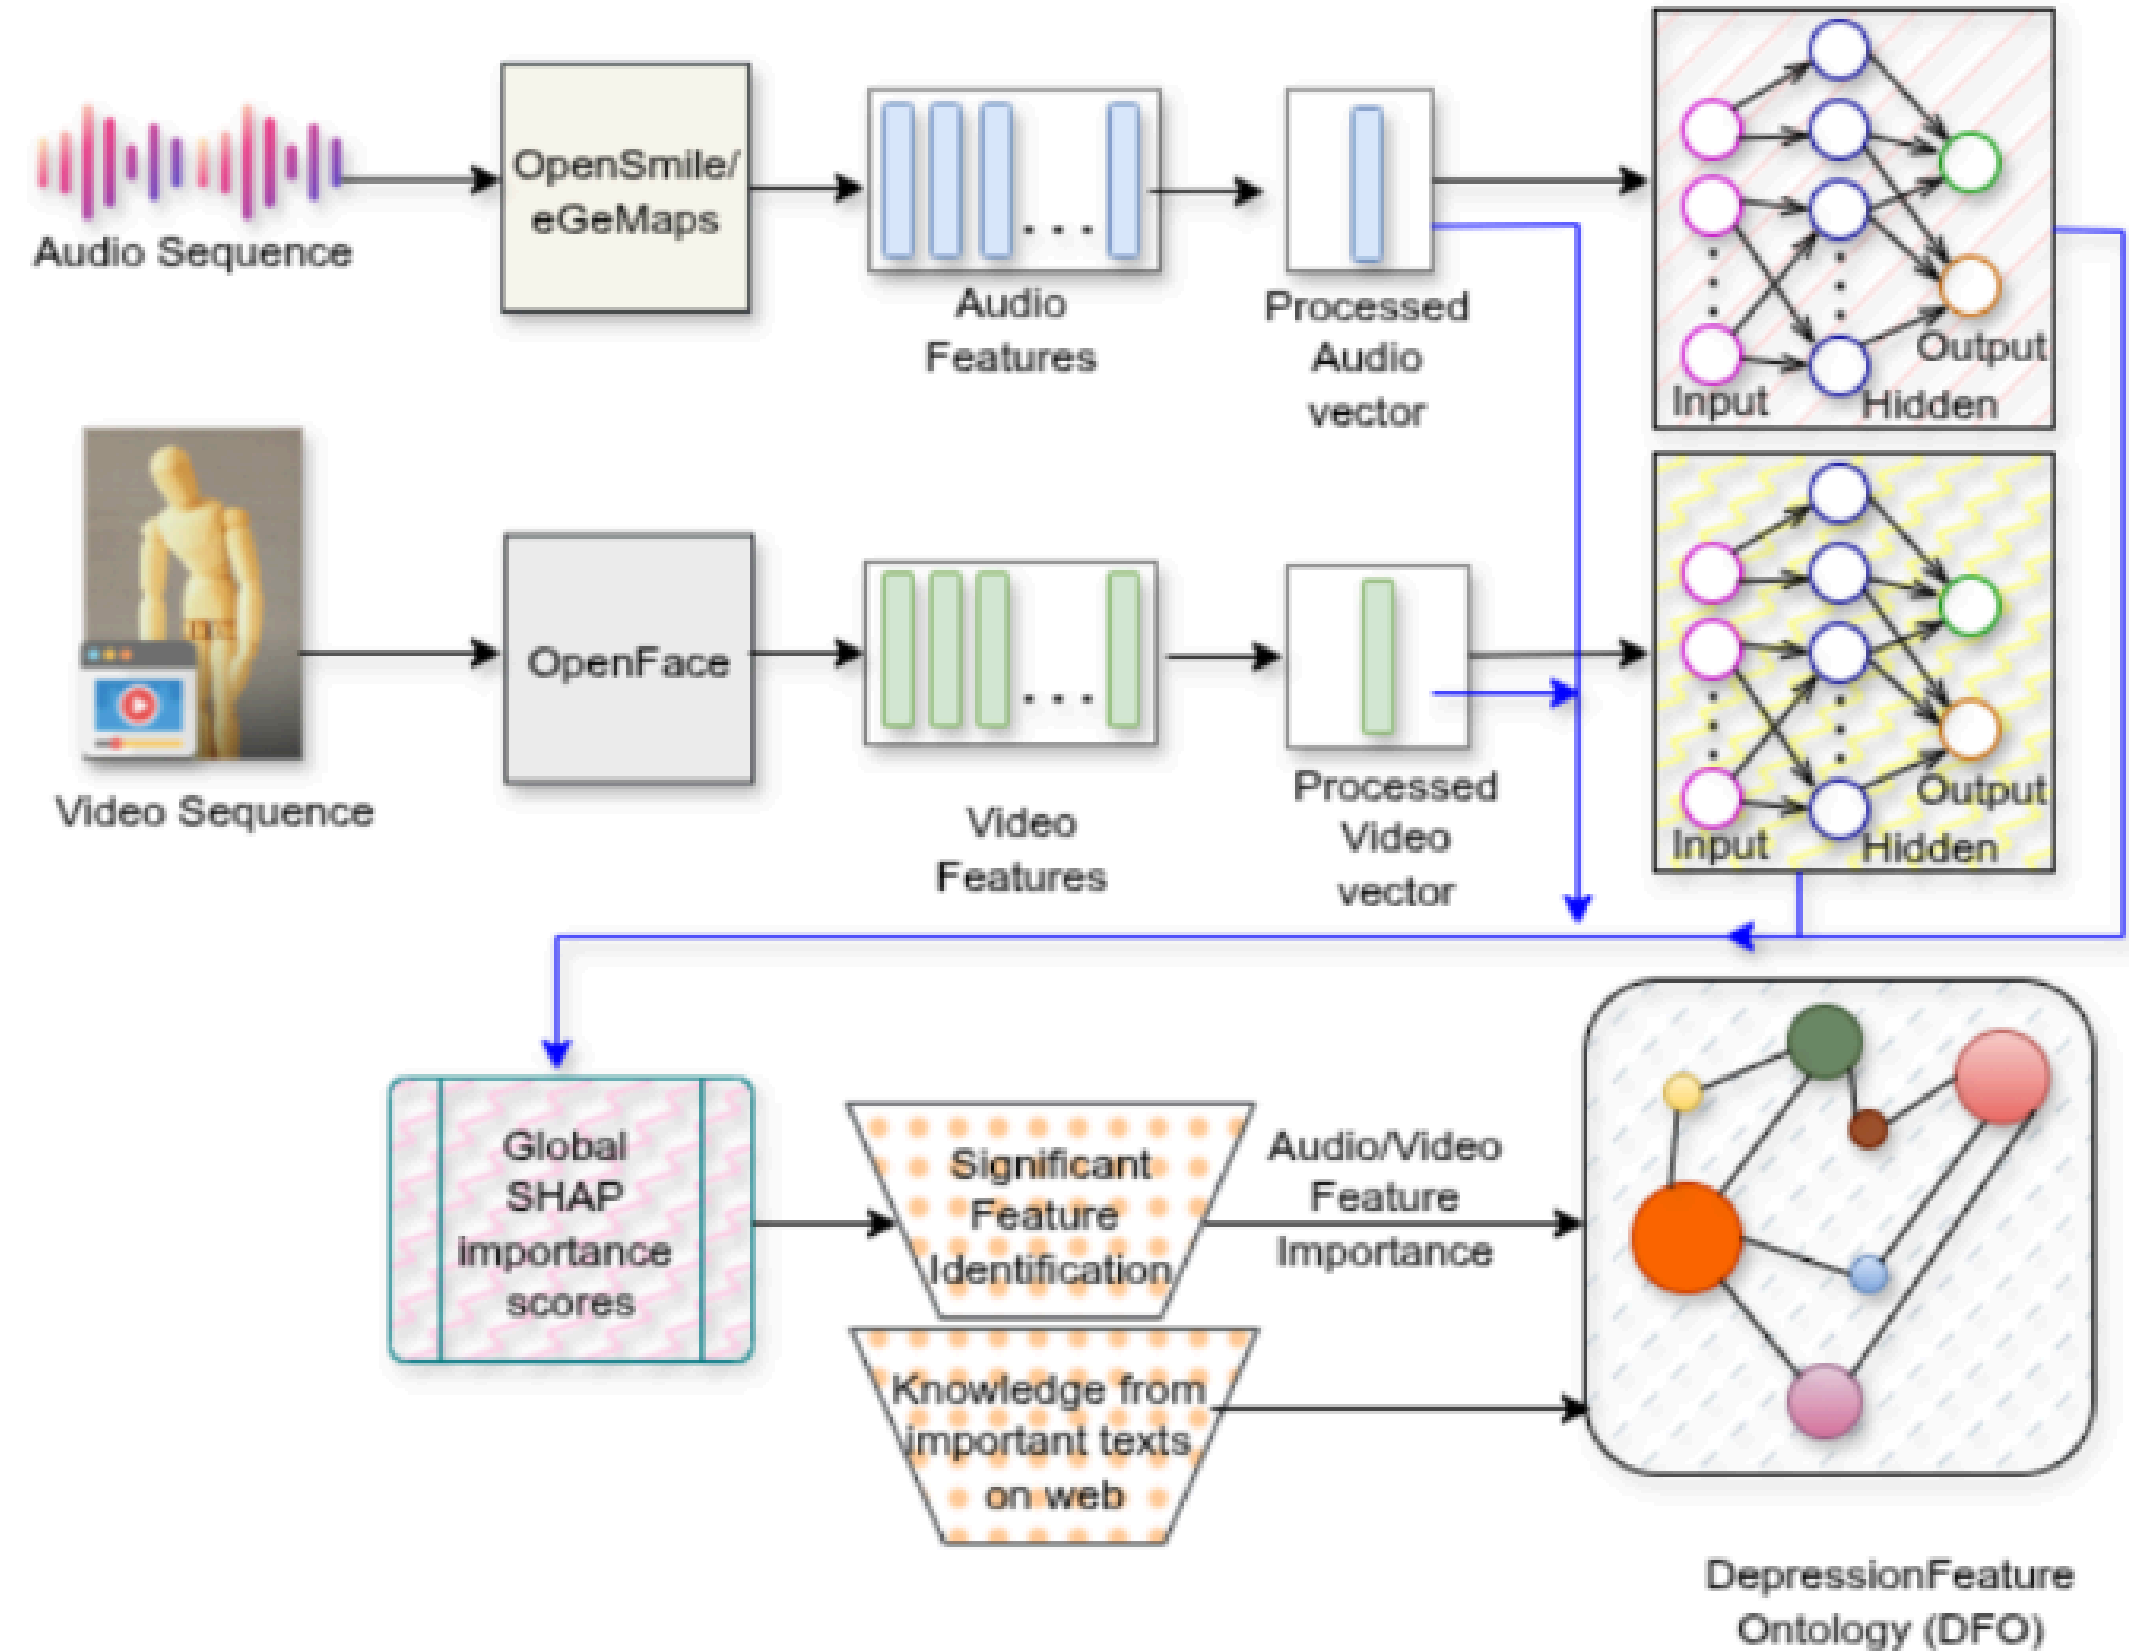 Audio Sequence
OpenSmile/
eGeMaps
Audio
Features
Processed
Audio
vector
Input
Hidden
Output
Video Sequence
OpenFace
Video
Features
Processed
Video
vector
Input
Hidden
Output
Global
SHAP
importance
scores
Significant
Feature
Identification
Audio/Video
Feature
Importance
Knowledge from
important texts
on web
DepressionFeature
Ontology (DFO)